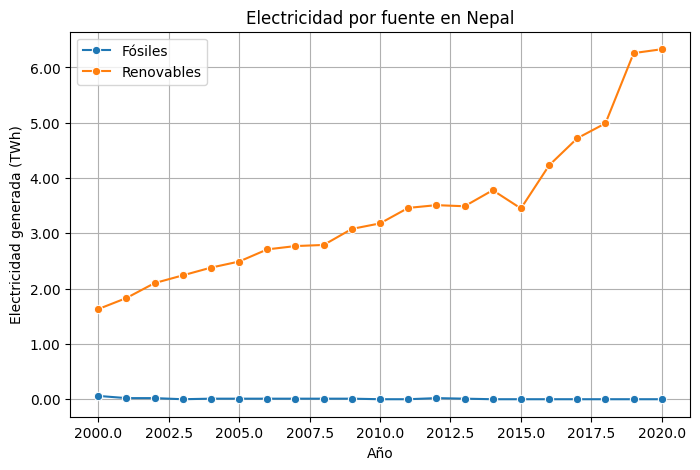 Electricidad por fuente en Nepal
Fósiles
Renovables
Electricidad generada (TWh)
6.00
5.00
4.00
3.00
2.00
1.00
0.00
2000.0 2002.5 2005.0 2007.5 2010.0 2012.5 2015.0 2017.5 2020.0
Año